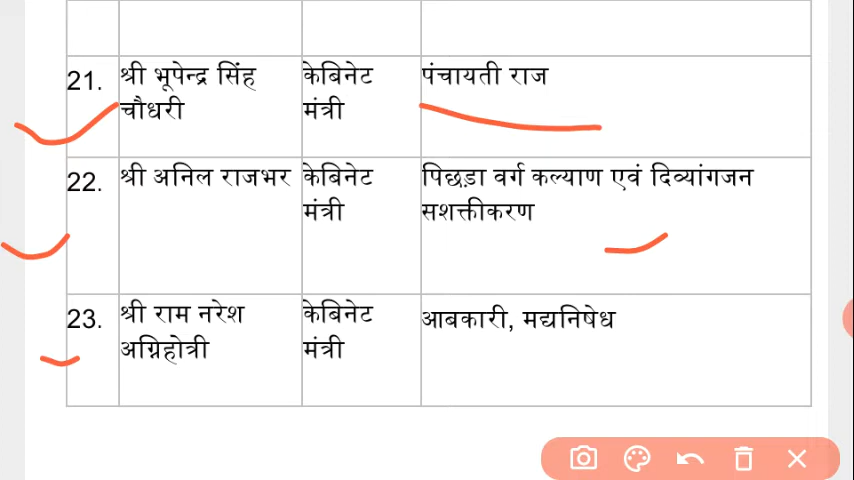 21. श्री भूपेन्द्र सिंह केबिनेट पंचायती राज
चौधरी मंत्री
22. श्री अनिल राजभर केबिनेट पिछड़ा वर्ग कल्याण एवं दिव्यांगजन
मंत्री सशक्तीकरण
23. श्री राम नरेश केबिनेट आबकारी, मद्यनिषेध
अग्निहोत्री मंत्री